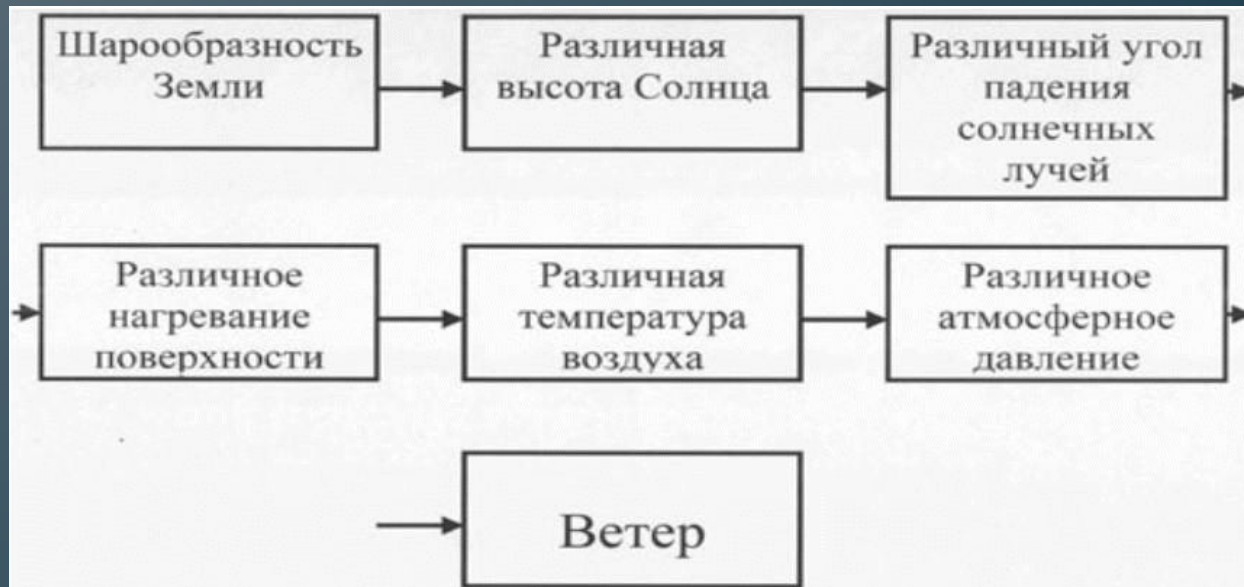 Шарообразность
Земли
Различная
высота Солнца
Различный угол
падения
солнечных
лучей
Различное
нагревание
поверхности
Различная
температура
воздуха
Различное
атмосферное
давление
Ветер